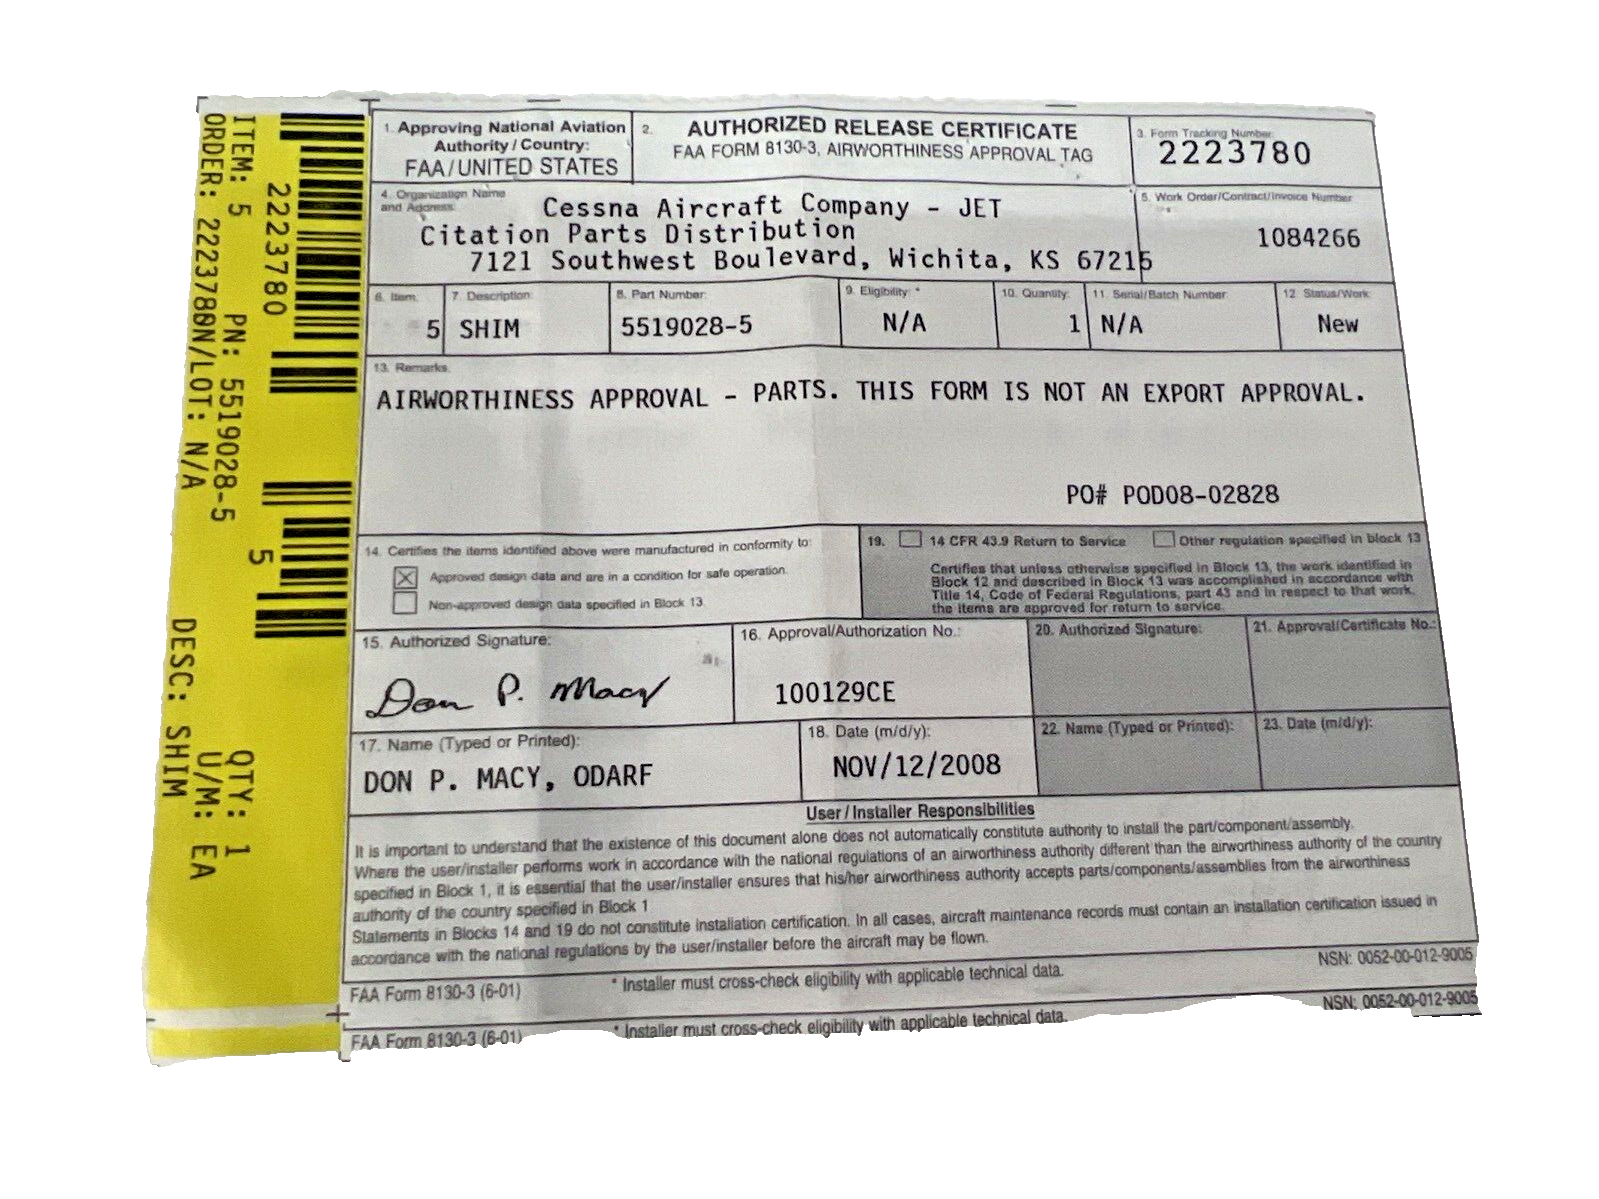 ITEM: 5 PN: 5519028-5 QTY: 1
ORDER: 2223780N/LOT: N/A U/M: EA
DESC: SHIM
2223780
5
1. Approving National Aviation
Authority / Country:
FAA/UNITED STATES
2. AUTHORIZED RELEASE CERTIFICATE
FAA FORM 8130-3, AIRWORTHINESS APPROVAL TAG
3. Form Tracking Number:
2223780
4. Organization Name
and Address:
Cessna Aircraft Company - JET
Citation Parts Distribution
7121 Southwest Boulevard, Wichita, KS 67215
5. Work Order/Contract/Invoice Number
1084266
6. Item:
5
7. Description:
SHIM
8. Part Number:
5519028-5
9. Eligibility: *
N/A
10. Quantity:
1
11. Serial/Batch Number:
N/A
12. Status/Work:
New
13. Remarks.
AIRWORTHINESS APPROVAL - PARTS. THIS FORM IS NOT AN EXPORT APPROVAL.
PO# POD08-02828
14. Certifies the items identified above were manufactured in conformity to:
Approved design data and are in a condition for safe operation.
Non-approved design data specified in Block 13.
19. 14 CFR 43.9 Return to Service Other regulation specified in block 13
Certifies that unless otherwise specified in Block 13, the work identified in
Block 12 and described in Block 13 was accomplished in accordance with
Title 14, Code of Federal Regulations, part 43 and in respect to that work,
the items are approved for return to service.
15. Authorized Signature:
Don P. Macy
16. Approval/Authorization No.:
100129CE
20. Authorized Signature:
21. Approval/Certificate No.:
17. Name (Typed or Printed):
DON P. MACY, ODARF
18. Date (m/d/y):
NOV/12/2008
22. Name (Typed or Printed):
23. Date (m/d/y):
User / Installer Responsibilities
It is important to understand that the existence of this document alone does not automatically constitute authority to install the part/component/assembly.
Where the user/installer performs work in accordance with the national regulations of an airworthiness authority different than the airworthiness authority of the country
specified in Block 1, it is essential that the user/installer ensures that his/her airworthiness authority accepts parts/components/assemblies from the airworthiness
authority of the country specified in Block 1
Statements in Blocks 14 and 19 do not constitute installation certification. In all cases, aircraft maintenance records must contain an installation certification issued in
accordance with the national regulations by the user/installer before the aircraft may be flown.
NSN: 0052-00-012-9005
FAA Form 8130-3 (6-01) * Installer must cross-check eligibility with applicable technical data.
NSN: 0052-00-012-9005
FAA Form 8130-3 (6-01) * Installer must cross-check eligibility with applicable technical data.